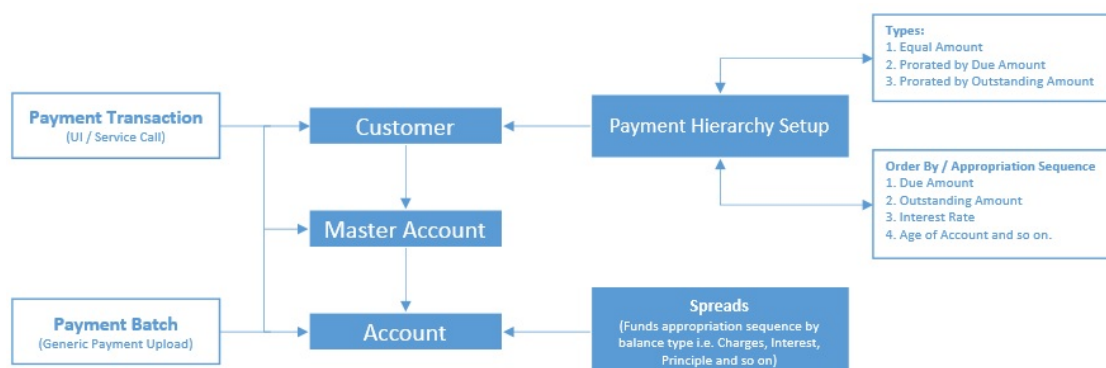 Types:
1. Equal Amount
2. Prorated by Due Amount
3. Prorated by Outstanding Amount
Payment Transaction
(UI / Service Call)
Customer
Payment Hierarchy Setup
Order By / Appropriation Sequence
1. Due Amount
2. Outstanding Amount
3. Interest Rate
4. Age of Account and so on.
Master Account
Payment Batch
(Generic Payment Upload)
Account
Spreads
(Funds appropriation sequence by
balance type i.e. Charges, Interest,
Principle and so on)